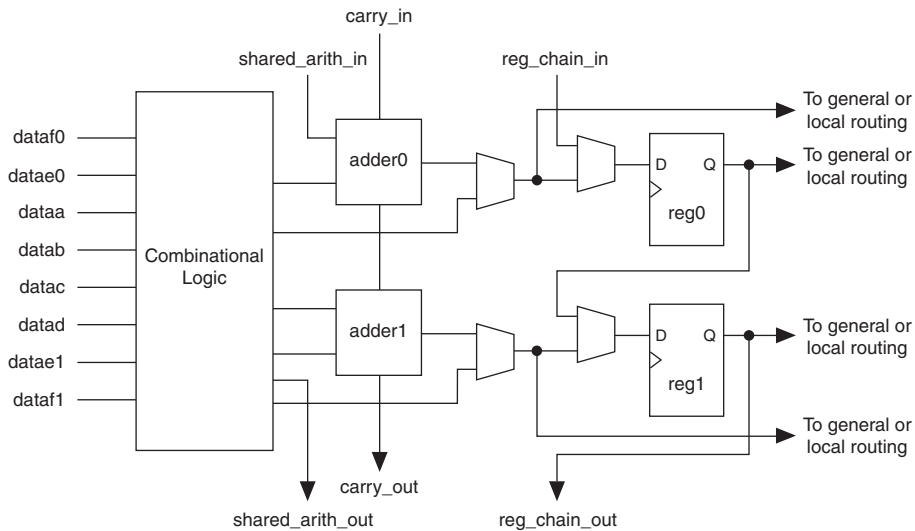 carry_in
shared_arith_in
reg_chain_in
To general or
local routing
dataf0
datae0
dataa
datab
datac
datad
datae1
dataf1
Combinational
Logic
adder0
D
Q
reg0
To general or
local routing
adder1
D
Q
reg1
To general or
local routing
To general or
local routing
carry_out
shared_arith_out
reg_chain_out